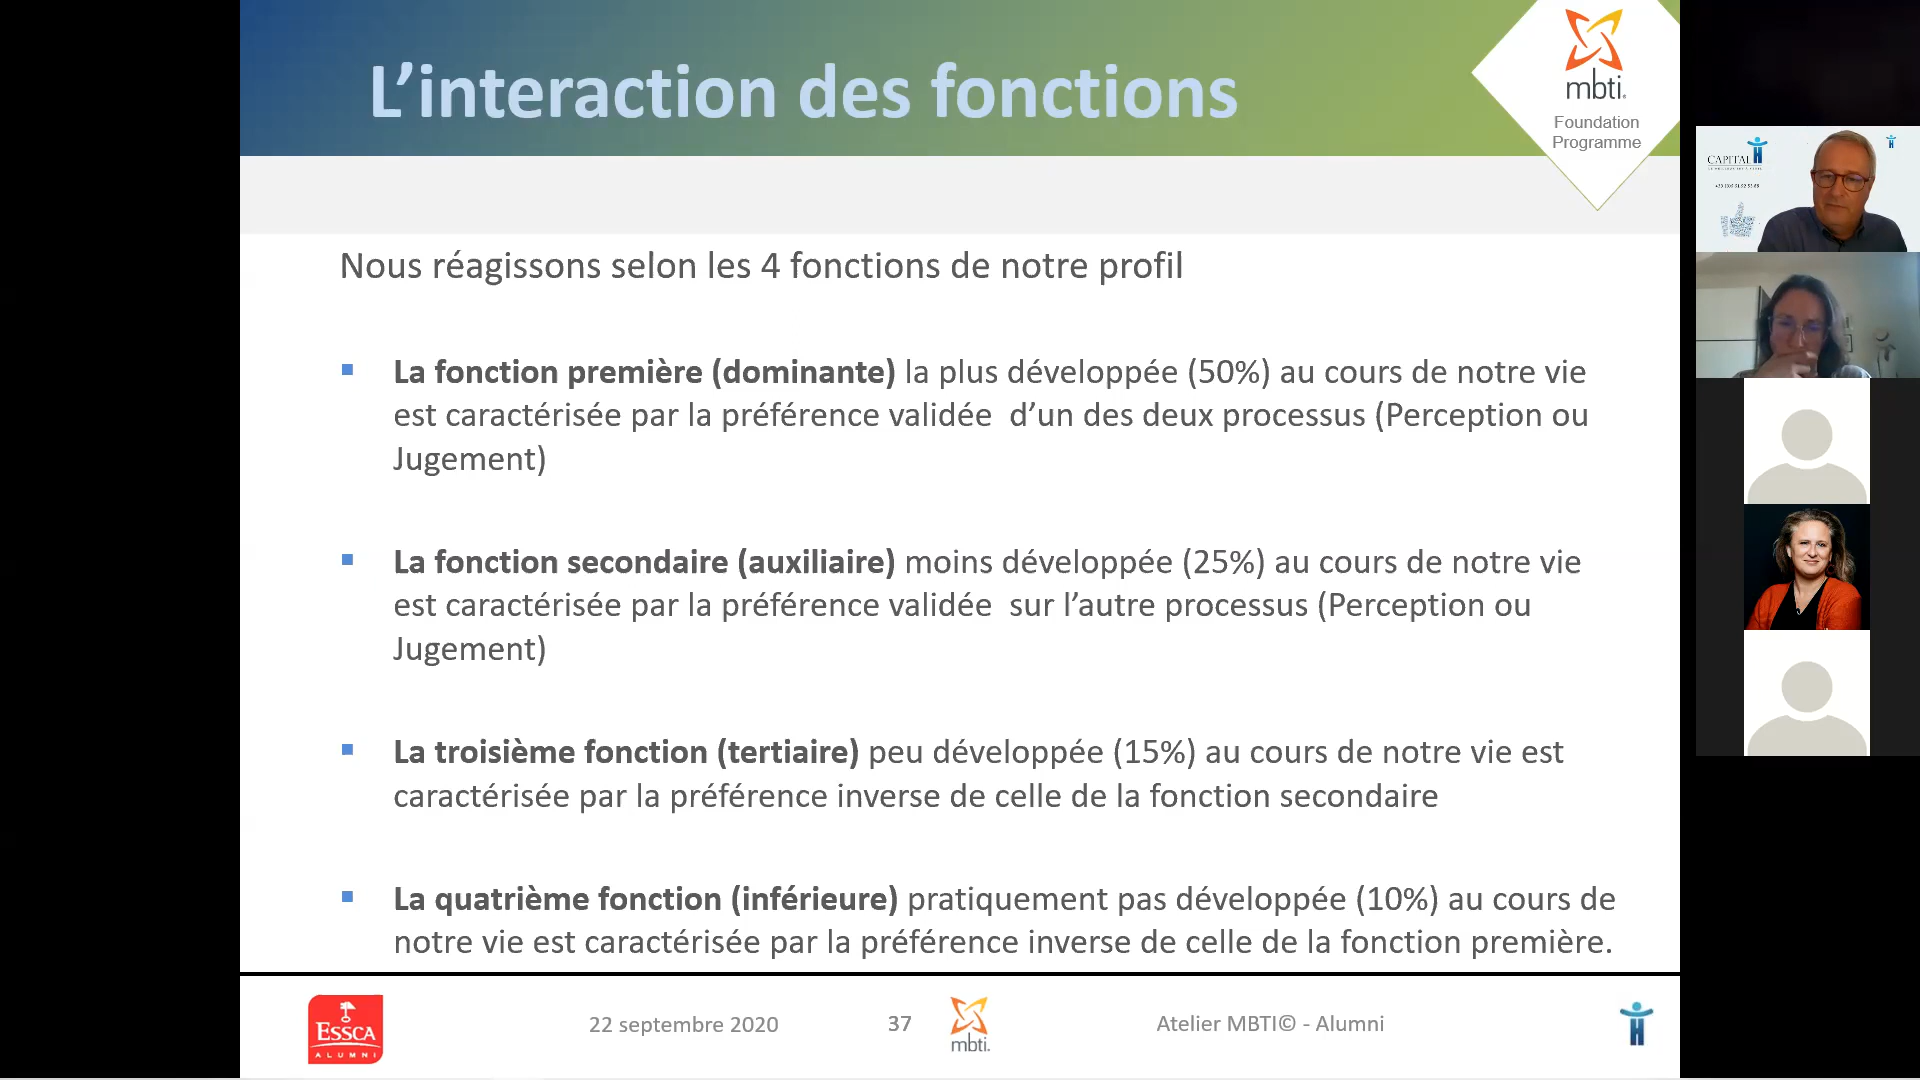 L’interaction des fonctions
mbti.
Foundation
Programme
CAPITAL H
Nous réagissons selon les 4 fonctions de notre profil
La fonction première (dominante) la plus développée (50%) au cours de notre vie
est caractérisée par la préférence validée d’un des deux processus (Perception ou
Jugement)
La fonction secondaire (auxiliaire) moins développée (25%) au cours de notre vie
est caractérisée par la préférence validée sur l’autre processus (Perception ou
Jugement)
La troisième fonction (tertiaire) peu développée (15%) au cours de notre vie est
caractérisée par la préférence inverse de celle de la fonction secondaire
La quatrième fonction (inférieure) pratiquement pas développée (10%) au cours de
notre vie est caractérisée par la préférence inverse de celle de la fonction première.
ESSCA
ALUMNI
22 septembre 2020
37
mbti.
Atelier MBTI© - Alumni